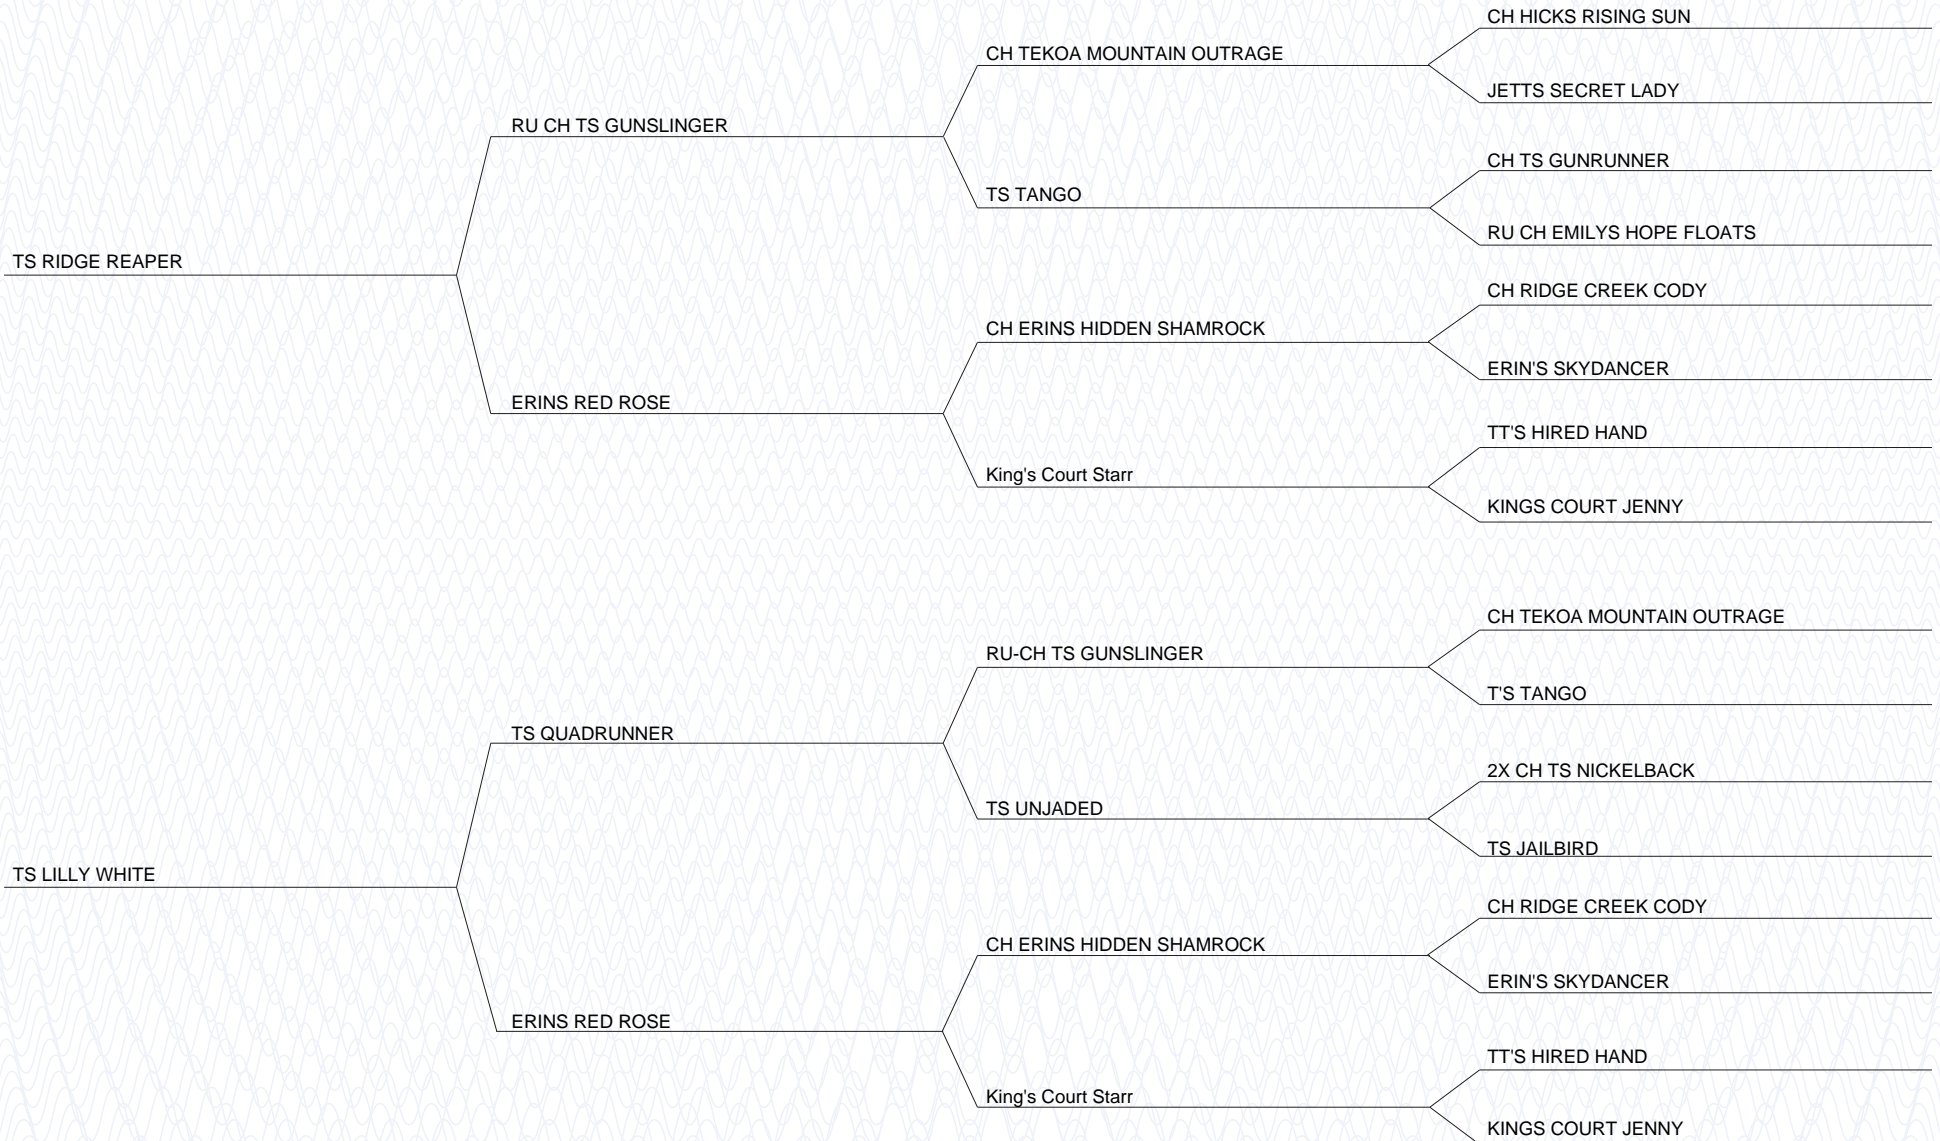 CH HICKS RISING SUN
CH TEKOA MOUNTAIN OUTRAGE
JETTS SECRET LADY
RU CH TS GUNSLINGER
CH TS GUNRUNNER
TS TANGO
RU CH EMILYS HOPE FLOATS
TS RIDGE REAPER
CH RIDGE CREEK CODY
CH ERINS HIDDEN SHAMROCK
ERIN'S SKYDANCER
ERINS RED ROSE
TT'S HIRED HAND
King's Court Starr
KINGS COURT JENNY
CH TEKOA MOUNTAIN OUTRAGE
RU-CH TS GUNSLINGER
T'S TANGO
TS QUADRUNNER
2X CH TS NICKELBACK
TS UNJADED
TS JAILBIRD
TS LILLY WHITE
CH RIDGE CREEK CODY
CH ERINS HIDDEN SHAMROCK
ERIN'S SKYDANCER
ERINS RED ROSE
TT'S HIRED HAND
King's Court Starr
KINGS COURT JENNY